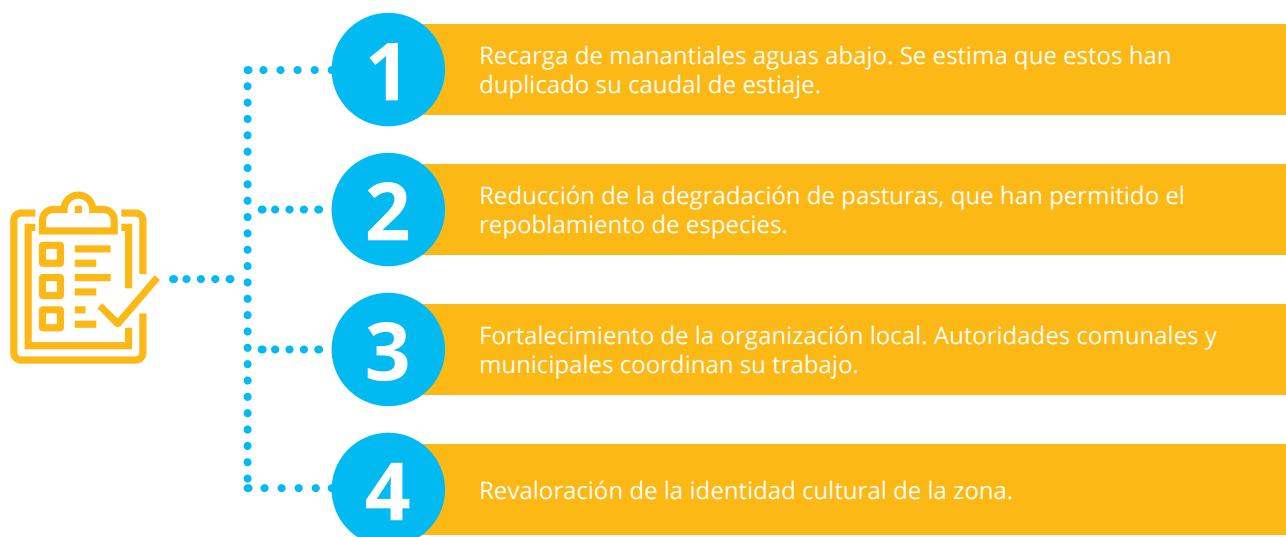 1
Recarga de manantiales aguas abajo. Se estima que estos han
duplicado su caudal de estiaje.
2
Reducción de la degradación de pasturas, que han permitido el
repoblamiento de especies.
3
Fortalecimiento de la organización local. Autoridades comunales y
municipales coordinan su trabajo.
4
Revaloración de la identidad cultural de la zona.